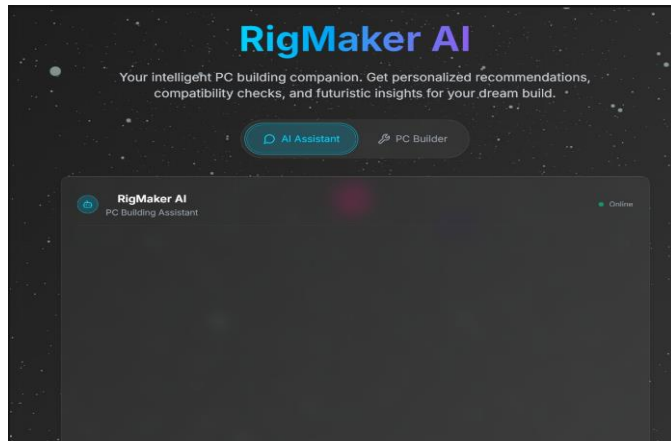 RigMaker AI
Your intelligent PC building companion. Get personalized recommendations,
compatibility checks, and futuristic insights for your dream build.
AI Assistant
PC Builder
RigMaker AI
PC Building Assistant
Online